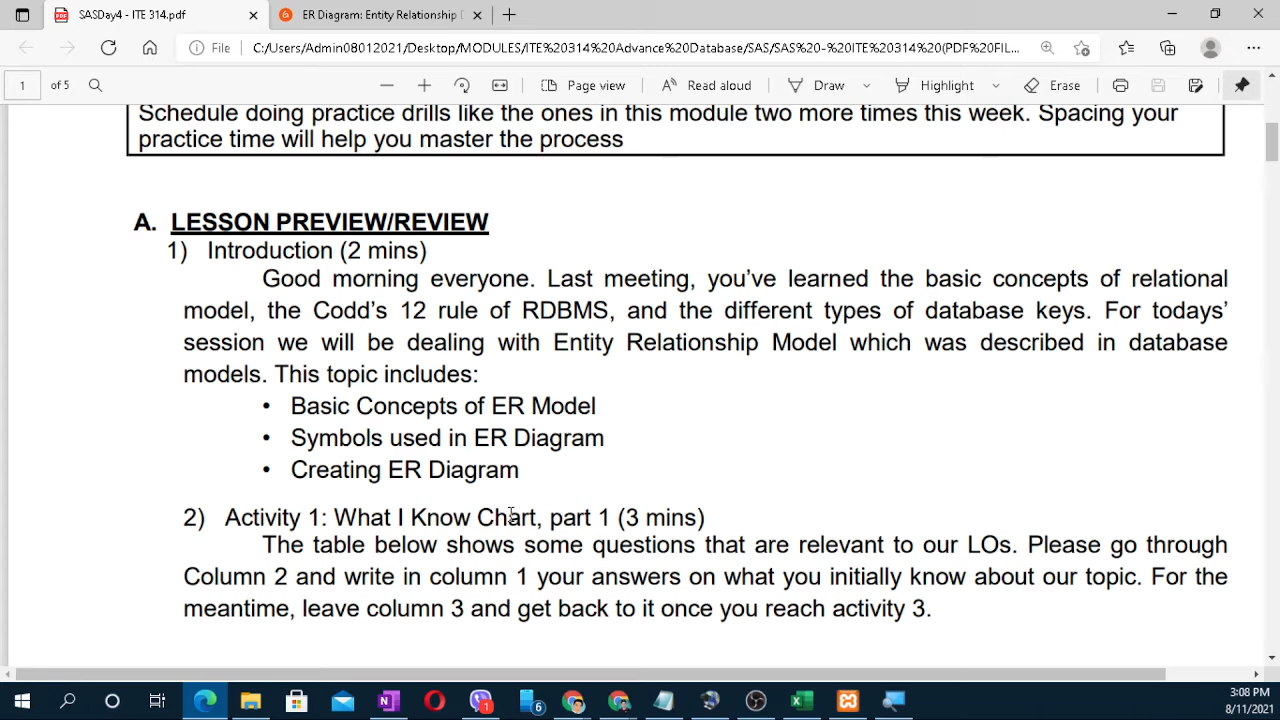 SASDay4 - ITE 314.pdf
ER Diagram: Entity Relationship
File C:/Users/Admin08012021/Desktop/MODULES/ITE%20314%20Advance%20Database/SAS/SAS%20-%20ITE%20314%20(PDF%20FIL...
1 of 5 Page view Read aloud Draw Highlight Erase
Schedule doing practice drills like the ones in this module two more times this week. Spacing your
practice time will help you master the process
A. LESSON PREVIEW/REVIEW
1) Introduction (2 mins)
Good morning everyone. Last meeting, you’ve learned the basic concepts of relational
model, the Codd’s 12 rule of RDBMS, and the different types of database keys. For todays’
session we will be dealing with Entity Relationship Model which was described in database
models. This topic includes:
• Basic Concepts of ER Model
• Symbols used in ER Diagram
• Creating ER Diagram
2) Activity 1: What I Know Chart, part 1 (3 mins)
The table below shows some questions that are relevant to our LOs. Please go through
Column 2 and write in column 1 your answers on what you initially know about our topic. For the
meantime, leave column 3 and get back to it once you reach activity 3.
1
6
3:08 PM
8/11/2021